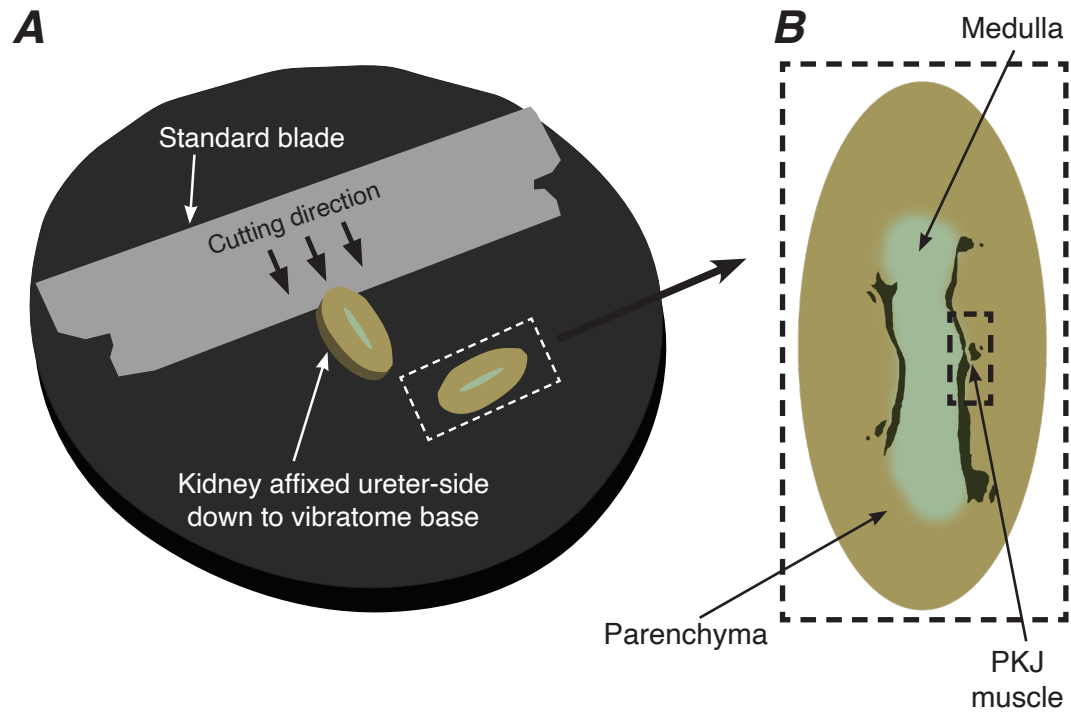 A
Standard blade
Cutting direction
Kidney affixed ureter-side
down to vibratome base
B
Medulla
Parenchyma
PKJ
muscle